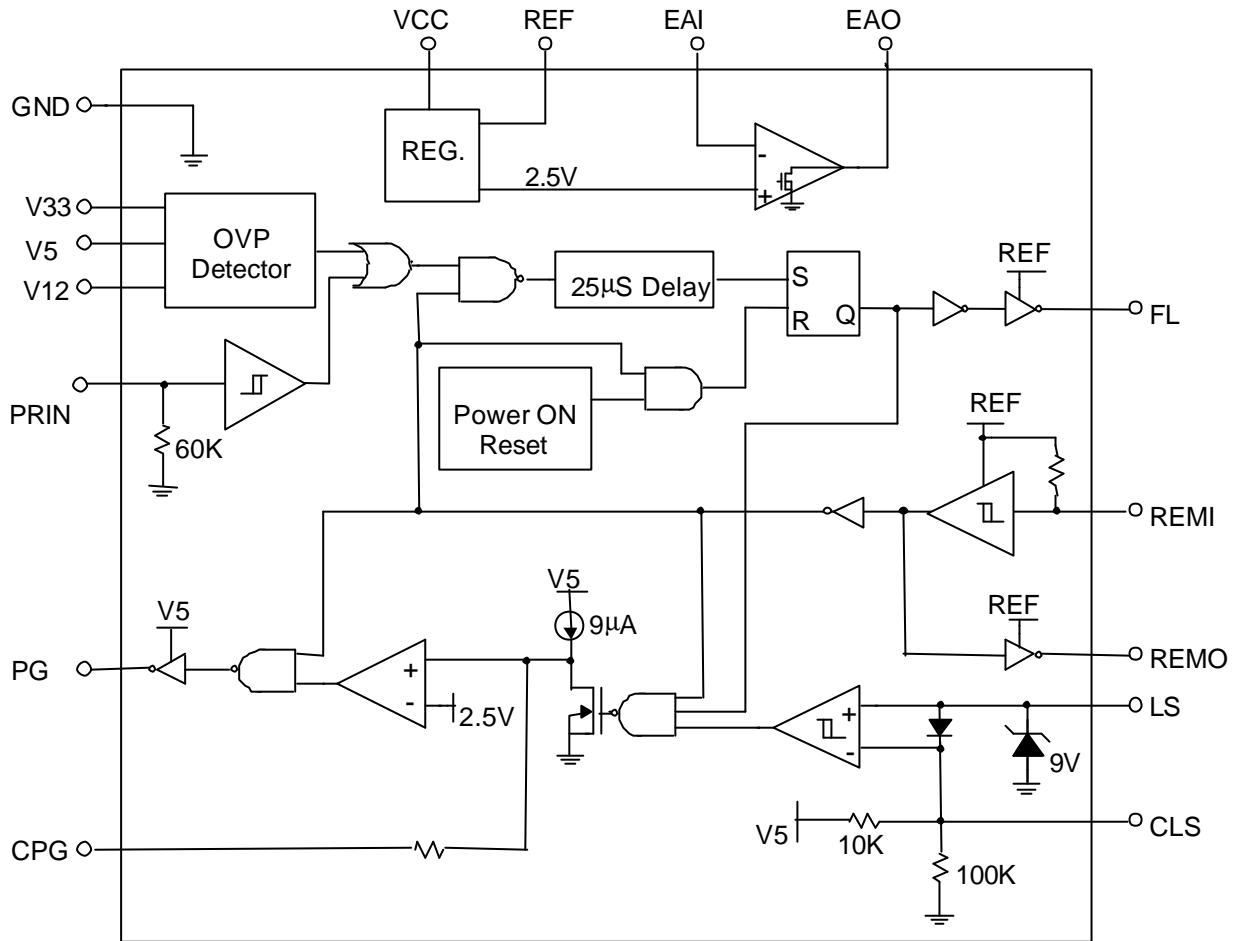 VCC REF EAI EAO
GND
REG.
-
2.5V
+
V33
V5
V12
OVP
Detector
25µS Delay
S
R Q
REF
FL
PRIN
60K
Power ON
Reset
REF
REMI
V5
9µA
REF
REMO
V5
PG
+
-
2.5V
+
-
LS
9V
V5
10K
CLS
CPG
100K